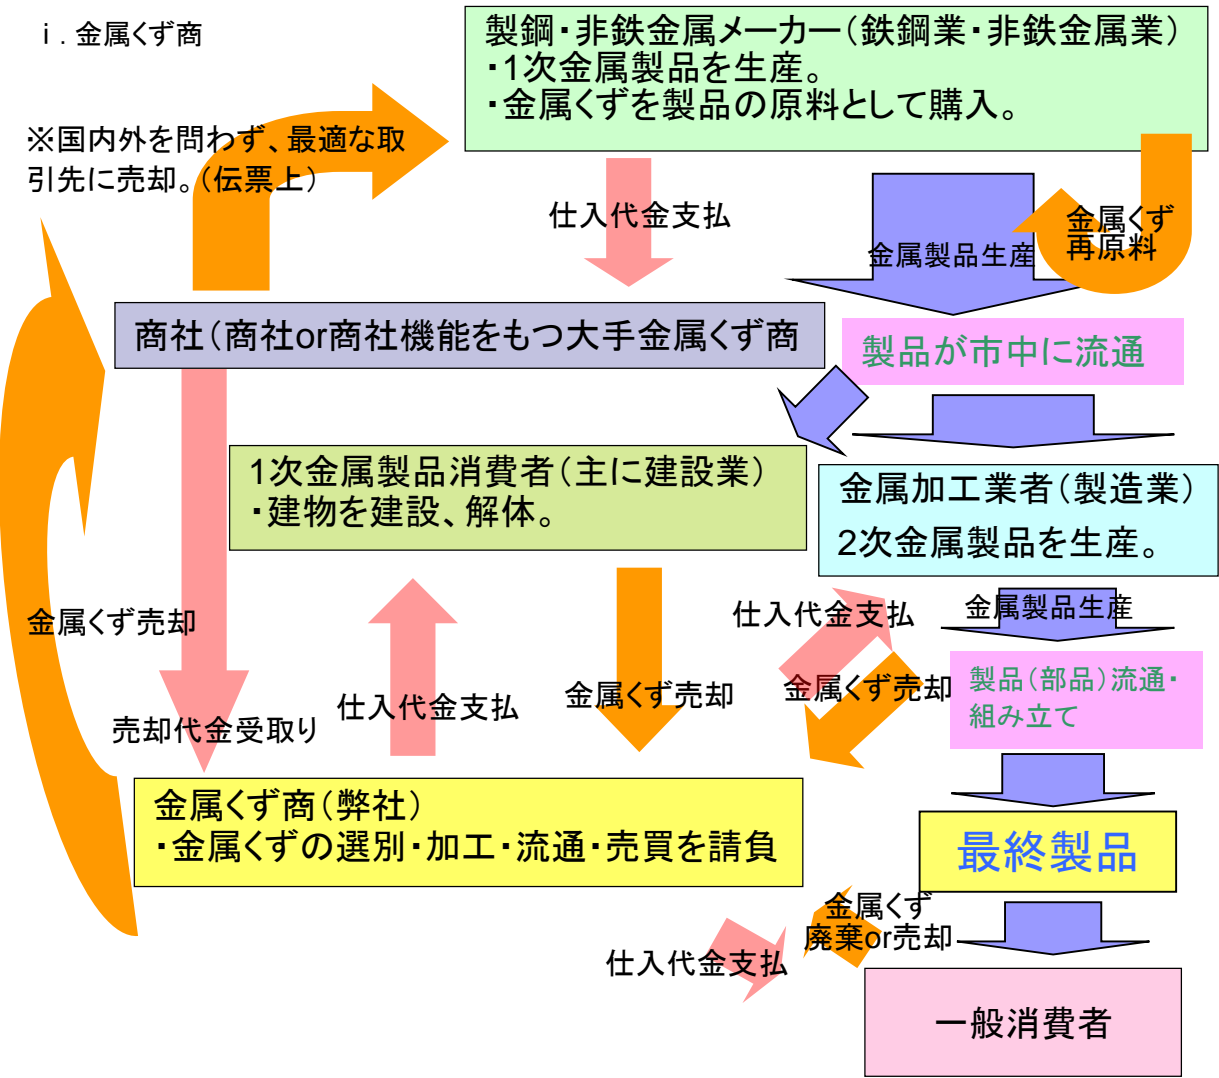 ⅰ．金属くず商
製鋼・非鉄金属メーカー（鉄鋼業・非鉄金属業）
・1次金属製品を生産。
・金属くずを製品の原料として購入。
※国内外を問わず、最適な取
引先に売却。（伝票上）
仕入代金支払
金属くず
再原料
金属製品生産
商社（商社or商社機能をもつ大手金属くず商
製品が市中に流通
1次金属製品消費者（主に建設業）
・建物を建設、解体。
金属加工業者（製造業）
2次金属製品を生産。
金属くず売却
仕入代金支払
金属製品生産
売却代金受取り
仕入代金支払
金属くず売却
金属くず売却
製品（部品）流通・
組み立て
金属くず商（弊社）
・金属くずの選別・加工・流通・売買を請負
最終製品
金属くず
廃棄or売却
仕入代金支払
一般消費者